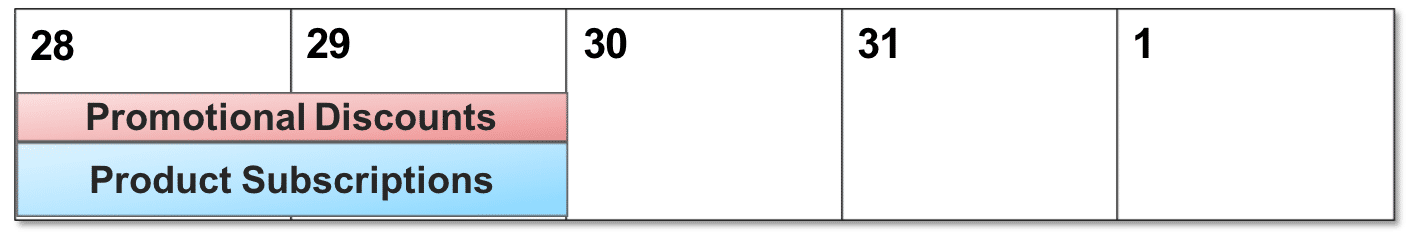 28 29 30 31 1
Promotional Discounts
Product Subscriptions